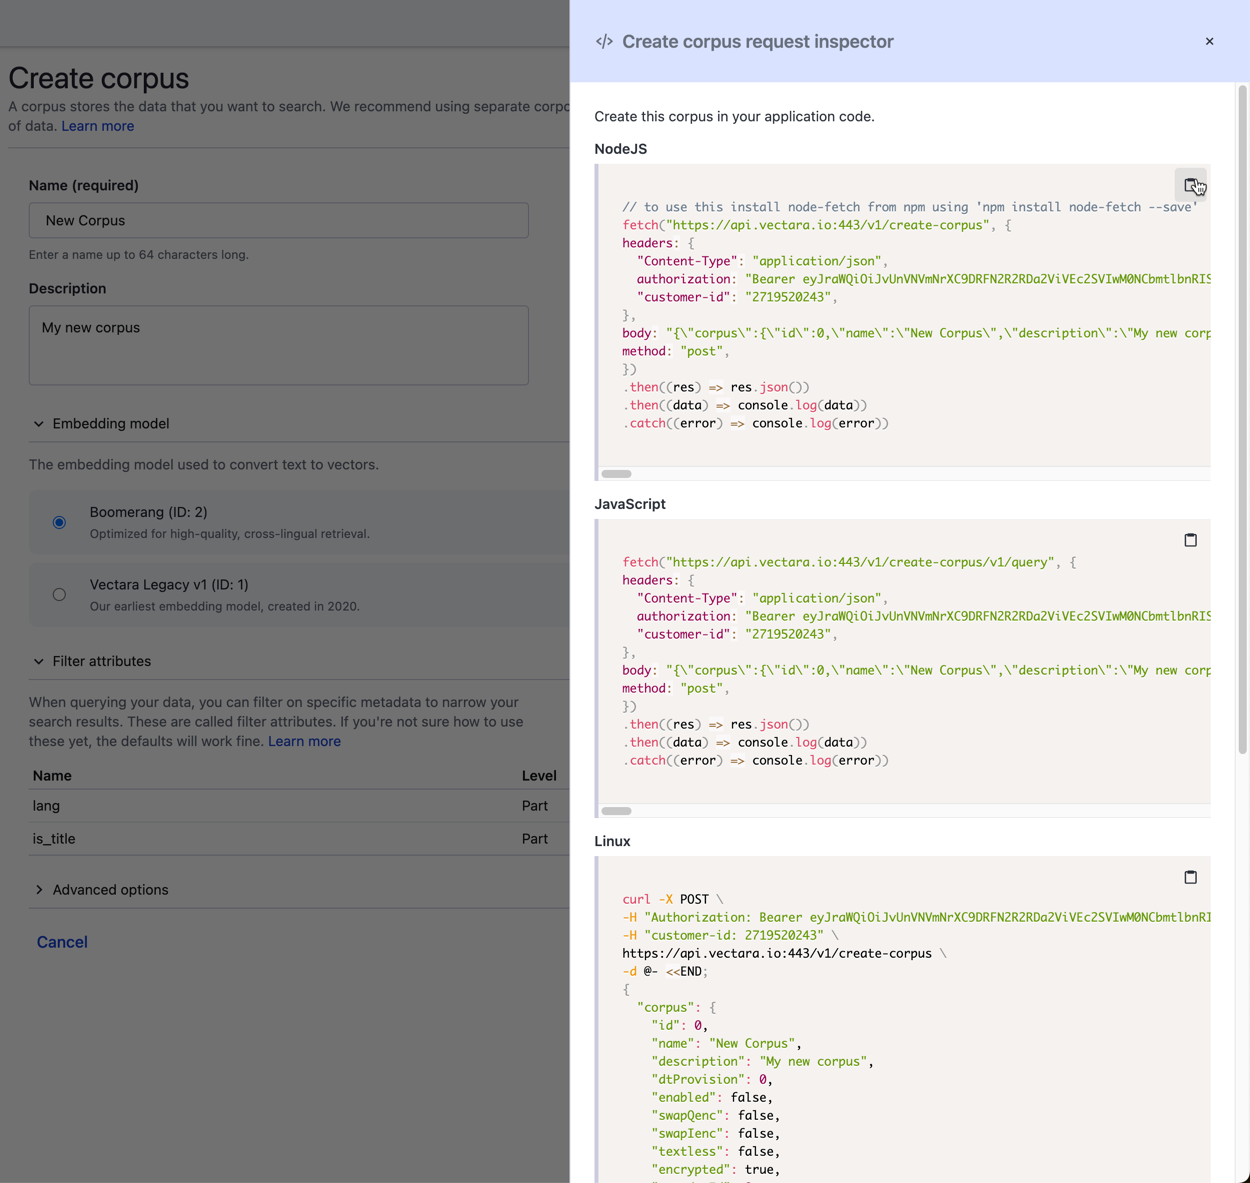 Create corpus
A corpus stores the data that you want to search. We recommend using separate corpo
of data. Learn more
Name (required)
New Corpus
Enter a name up to 64 characters long.
Description
My new corpus
Embedding model
The embedding model used to convert text to vectors.
Boomerang (ID: 2)
Optimized for high-quality, cross-lingual retrieval.
Vectara Legacy v1 (ID: 1)
Our earliest embedding model, created in 2020.
Filter attributes
When querying your data, you can filter on specific metadata to narrow your
search results. These are called filter attributes. If you're not sure how to use
these yet, the defaults will work fine. Learn more
Name Level
lang Part
is_title Part
Advanced options
Cancel
</> Create corpus request inspector
Create this corpus in your application code.
NodeJS
// to use this install node-fetch from npm using 'npm install node-fetch --save'
fetch("https://api.vectara.io:443/v1/create-corpus", {
headers: {
"Content-Type": "application/json",
authorization: "Bearer eyJraWQiOiJvUnVNVmNrXC9DRFN2R2RDa2ViVEc2SVIwM0NCbmtlbnRIS
"customer-id": "2719520243",
},
body: "{\"corpus\":{\"id\":0,\"name\":\"New Corpus\",\"description\":\"My new corp
method: "post",
})
.then((res) => res.json())
.then((data) => console.log(data))
.catch((error) => console.log(error))
JavaScript
fetch("https://api.vectara.io:443/v1/create-corpus/v1/query", {
headers: {
"Content-Type": "application/json",
authorization: "Bearer eyJraWQiOiJvUnVNVmNrXC9DRFN2R2RDa2ViVEc2SVIwM0NCbmtlbnRIS
"customer-id": "2719520243",
},
body: "{\"corpus\":{\"id\":0,\"name\":\"New Corpus\",\"description\":\"My new corp
method: "post",
})
.then((res) => res.json())
.then((data) => console.log(data))
.catch((error) => console.log(error))
Linux
curl -X POST \
-H "Authorization: Bearer eyJraWQiOiJvUnVNVmNrXC9DRFN2R2RDa2ViVEc2SVIwM0NCbmtlbnRI
-H "customer-id: 2719520243" \
https://api.vectara.io:443/v1/create-corpus \
-d @- <<END;
{
"corpus": {
"id": 0,
"name": "New Corpus",
"description": "My new corpus",
"dtProvision": 0,
"enabled": false,
"swapQenc": false,
"swapIenc": false,
"textless": false,
"encrypted": true,